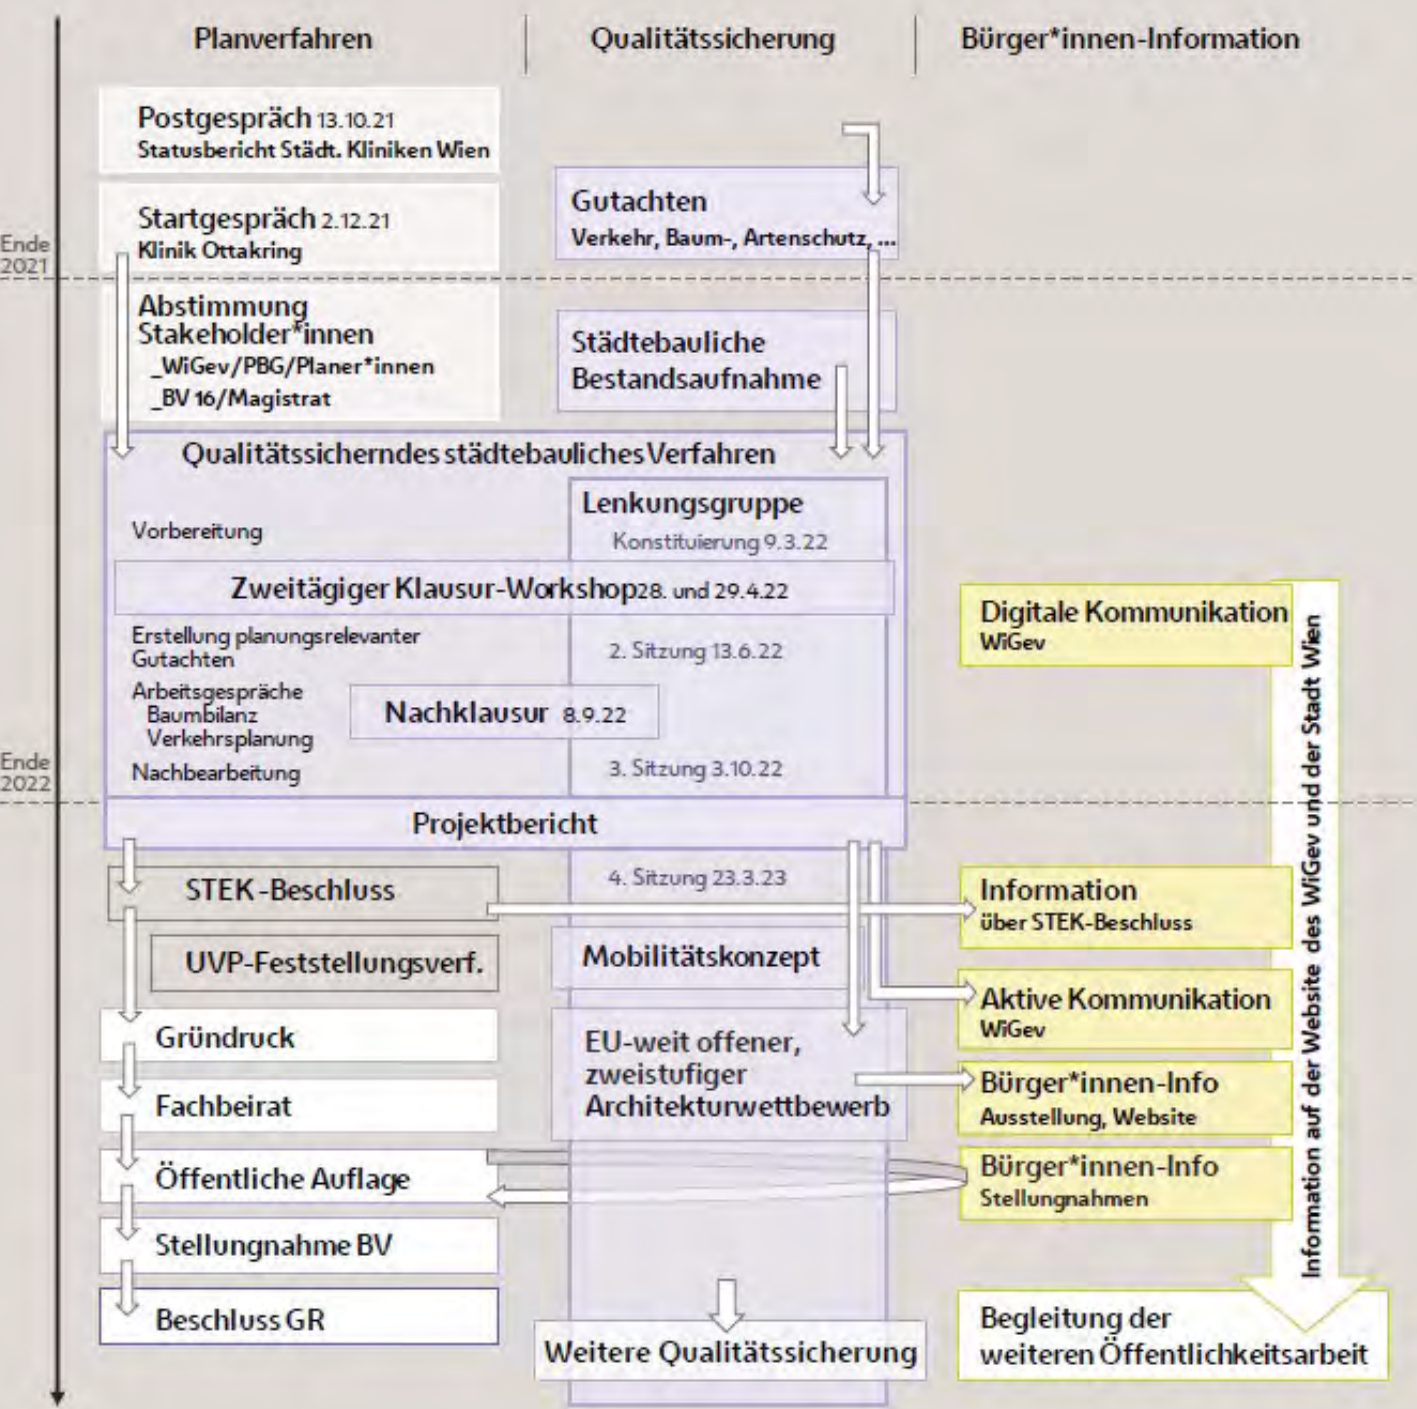 Planverfahren
Qualitätssicherung
Bürger*innen-Information
Postgespräch 13.10.21
Statusbericht Städt. Kliniken Wien
Startgespräch 2.12.21
Klinik Ottakring
Gutachten
Verkehr, Baum-, Artenschutz, ...
Ende
2021
Abstimmung
Stakeholder*innen
_WiGev/PBG/Planer*innen
_BV 16/Magistrat
Städtebauliche
Bestandsaufnahme
Qualitätssicherndes städtebauliches Verfahren
Lenkungsgruppe
Vorbereitung
Konstituierung 9.3.22
Zweitägiger Klausur-Workshop 28. und 29.4.22
Erstellung planungsrelevanter
Gutachten
2. Sitzung 13.6.22
Arbeitsgespräche
Baumbilanz
Verkehrsplanung
Nachklausur 8.9.22
Nachbearbeitung
3. Sitzung 3.10.22
Ende
2022
Projektbericht
Digitale Kommunikation
WiGev
Information auf der Website des WiGev und der Stadt Wien
STEK-Beschluss
4. Sitzung 23.3.23
Information
über STEK-Beschluss
UVP-Feststellungsverf.
Mobilitätskonzept
Aktive Kommunikation
WiGev
Gründruck
EU-weit offener,
zweistufiger
Architekturwettbewerb
Bürger*innen-Info
Ausstellung, Website
Fachbeirat
Öffentliche Auflage
Bürger*innen-Info
Stellungnahmen
Stellungnahme BV
Beschluss GR
Weitere Qualitätssicherung
Begleitung der
weiteren Öffentlichkeitsarbeit